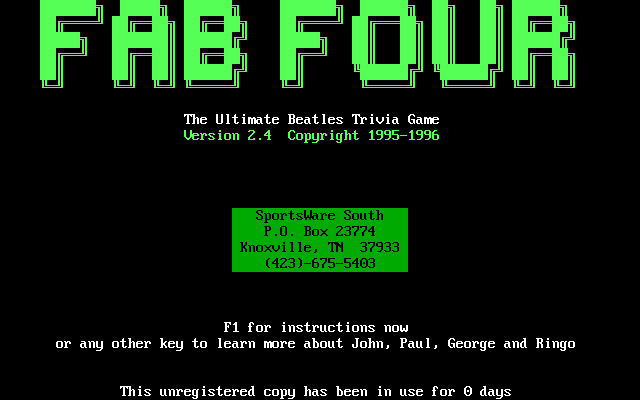 FAB FOUR
The Ultimate Beatles Trivia Game
Version 2.4  Copyright 1995-1996
SportsWare South
P.O. Box 23774
Knoxville, TN  37933
(423)-675-5403
F1 for instructions now
or any other key to learn more about John, Paul, George and Ringo
This unregistered copy has been in use for 0 days